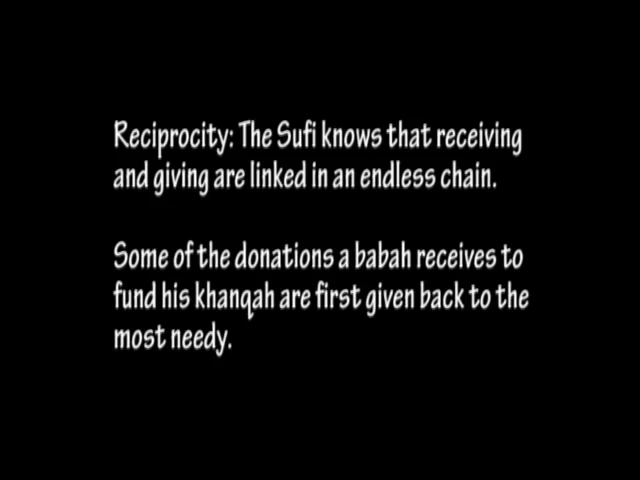 Reciprocity: The Sufi knows that receiving
and giving are linked in an endless chain.
Some of the donations a babah receives to
fund his khanqah are first given back to the
most needy.